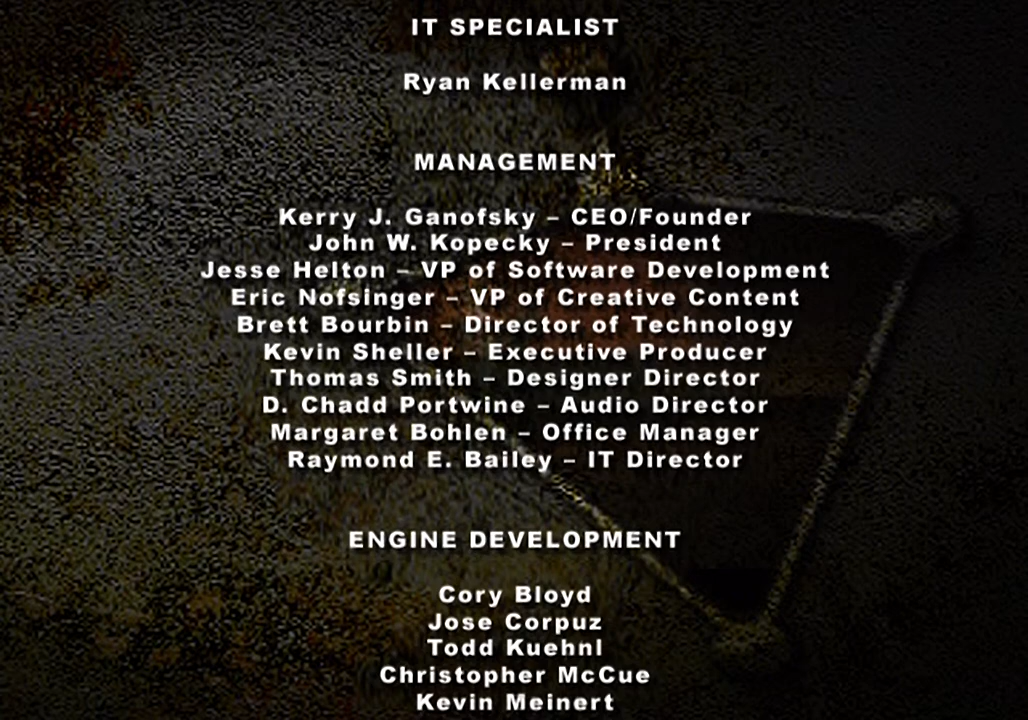 IT SPECIALIST
Ryan Kellerman
MANAGEMENT
Kerry J. Ganofsky – CEO/Founder
John W. Kopecky – President
Jesse Helton – VP of Software Development
Eric Nofsinger – VP of Creative Content
Brett Bourbin – Director of Technology
Kevin Sheller – Executive Producer
Thomas Smith – Designer Director
D. Chadd Portwine – Audio Director
Margaret Bohlen – Office Manager
Raymond E. Bailey – IT Director
ENGINE DEVELOPMENT
Cory Bloyd
Jose Corpuz
Todd Kuehnl
Christopher McCue
Kevin Meinert